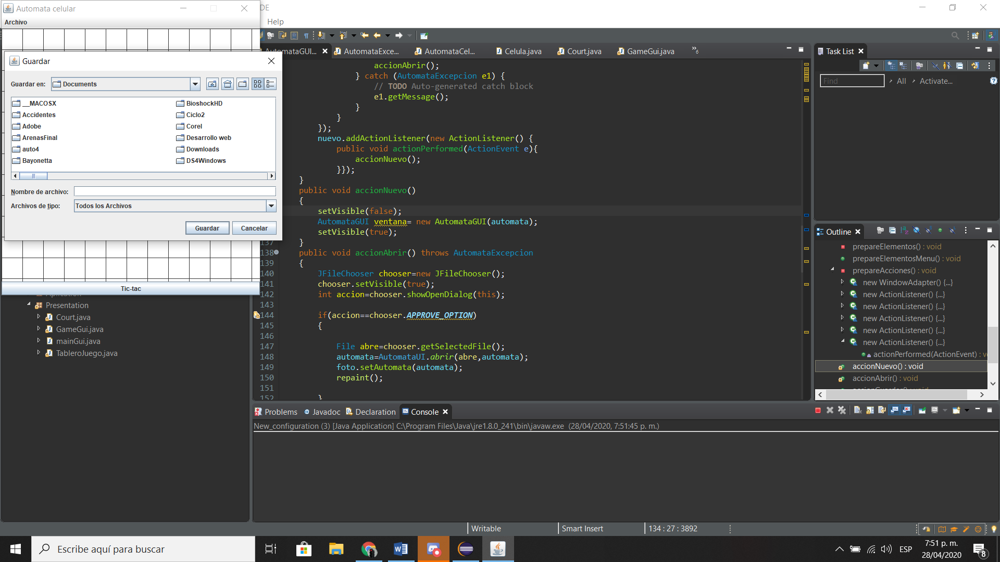 Automata celular
DE
Archivo
Help
Guardar
Guardar en:
Documents
__MACOSX
BioshockHD
Accidentes
Ciclo2
Adobe
Corel
ArenasFinal
Desarrollo web
auto4
Downloads
Bayonetta
DS4Windows
Nombre de archivo:
Archivos de tipo:
Todos los Archivos
Guardar
Cancelar
Tic-tac
Presentation
Court.java
GameGui.java
mainGui.java
TableroJuego.java
AutomataGUI...
AutomataExce...
AutomataCel...
Celula.java
Court.java
GameGui.java
»6
accionAbrir();
} catch (AutomataExcepcion e1) {
// TODO Auto-generated catch block
e1.getMessage();
}
}
});
nuevo.addActionListener(new ActionListener() {
public void actionPerformed(ActionEvent e){
accionNuevo();
}});
}
public void accionNuevo()
{
setVisible(false);
AutomataGUI ventana= new AutomataGUI(automata);
setVisible(true);
137 }
138 public void accionAbrir() throws AutomataExcepcion
139 {
140 JFileChooser chooser=new JFileChooser();
141 chooser.setVisible(true);
142 int accion=chooser.showOpenDialog(this);
143
144 if(accion==chooser.APPROVE_OPTION)
145 {
146
147 File abre=chooser.getSelectedFile();
148 automata=AutomataUI.abrir(abre,automata);
149 foto.setAutomata(automata);
150 repaint();
151
152 }
Task List
Find
All
Activate...
Outline
prepareElementos() : void
prepareElementosMenu() : void
prepareAcciones() : void
new WindowAdapter() {...}
new ActionListener() {...}
new ActionListener() {...}
new ActionListener() {...}
new ActionListener() {...}
new ActionListener() {...}
actionPerformed(ActionEvent) : v
accionNuevo() : void
accionAbrir() : void
accionGuardar() : void
Problems
Javadoc
Declaration
Console
New_configuration (3) [Java Application] C:\Program Files\Java\jre1.8.0_241\bin\javaw.exe (28/04/2020, 7:51:45 p. m.)
Writable
Smart Insert
134 : 27 : 3892
Escribe aquí para buscar
ESP
7:51 p. m.
28/04/2020
8